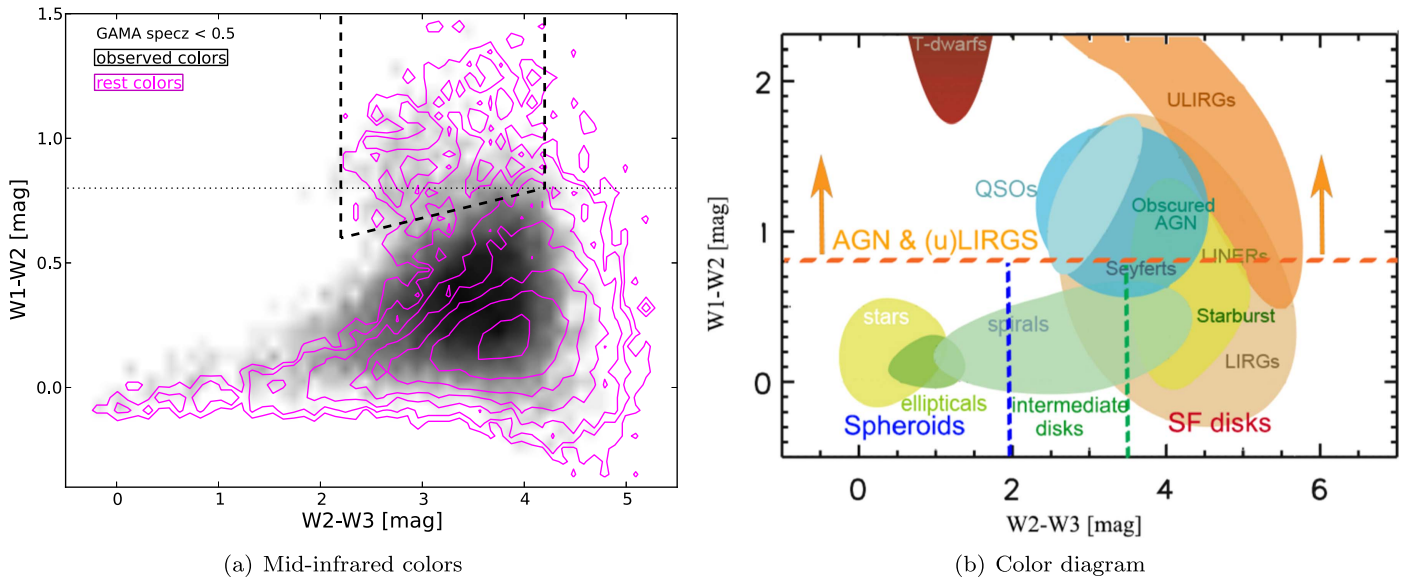 1.5
1.0
0.5
0.0
W1-W2 [mag]
GAMA specz < 0.5
observed colors
rest colors
0 1 2 3 4 5
W2-W3 [mag]
(a) Mid-infrared colors
2
1
0
W1-W2 [mag]
T-dwarfs
ULIRGs
QSOs
Obscured
AGN
AGN & (u)LIRGS
LINERs
Seyferts
stars
spirals
Starburst
LIRGs
ellipticals
intermediate
disks
Spheroids
SF disks
0 2 4 6
W2-W3 [mag]
(b) Color diagram